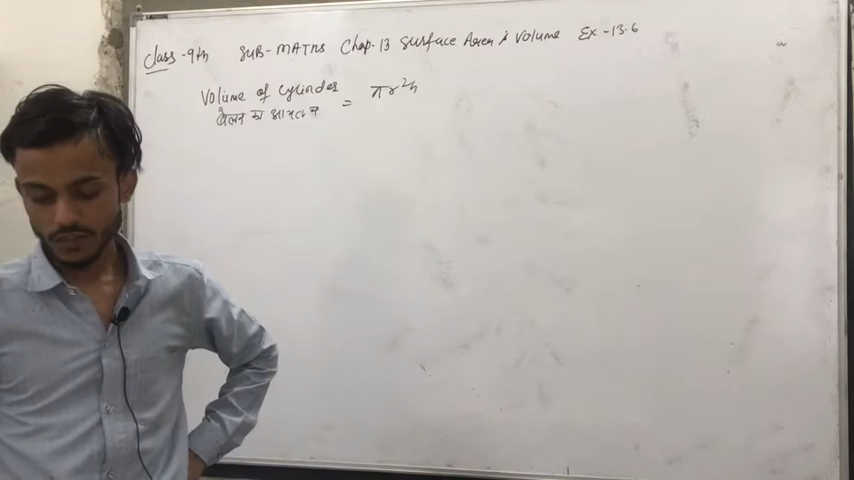 Class-9th SUB-MATHS Chap.13 Surface Area & Volume Ex-13.6
Volume of Cylinder = πr²h
बेलन का आयतन